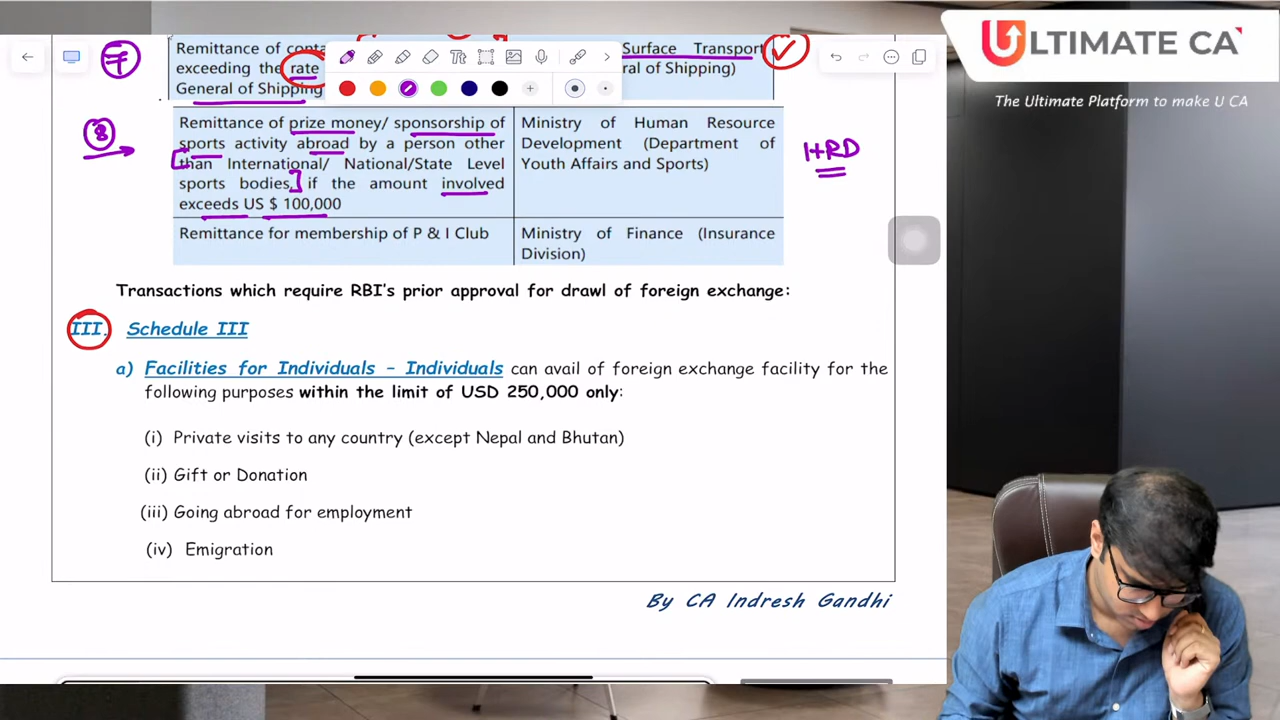 ULTIMATE CA
The Ultimate Platform to make U CA
7
Remittance of
exceeding the rate
General of Shipping
Surface Transport
ral of Shipping)
Tт
8
Remittance of prize money/ sponsorship of
sports activity abroad by a person other
than International/ National/State Level
sports bodies, if the amount involved
exceeds US $ 100,000
Ministry of Human Resource
Development (Department of
Youth Affairs and Sports)
HRD
Remittance for membership of P & I Club
Ministry of Finance (Insurance
Division)
Transactions which require RBI's prior approval for drawl of foreign exchange:
III. Schedule III
a) Facilities for Individuals – Individuals can avail of foreign exchange facility for the
following purposes within the limit of USD 250,000 only:
(i) Private visits to any country (except Nepal and Bhutan)
(ii) Gift or Donation
(iii) Going abroad for employment
(iv) Emigration
By CA Indresh Gandhi